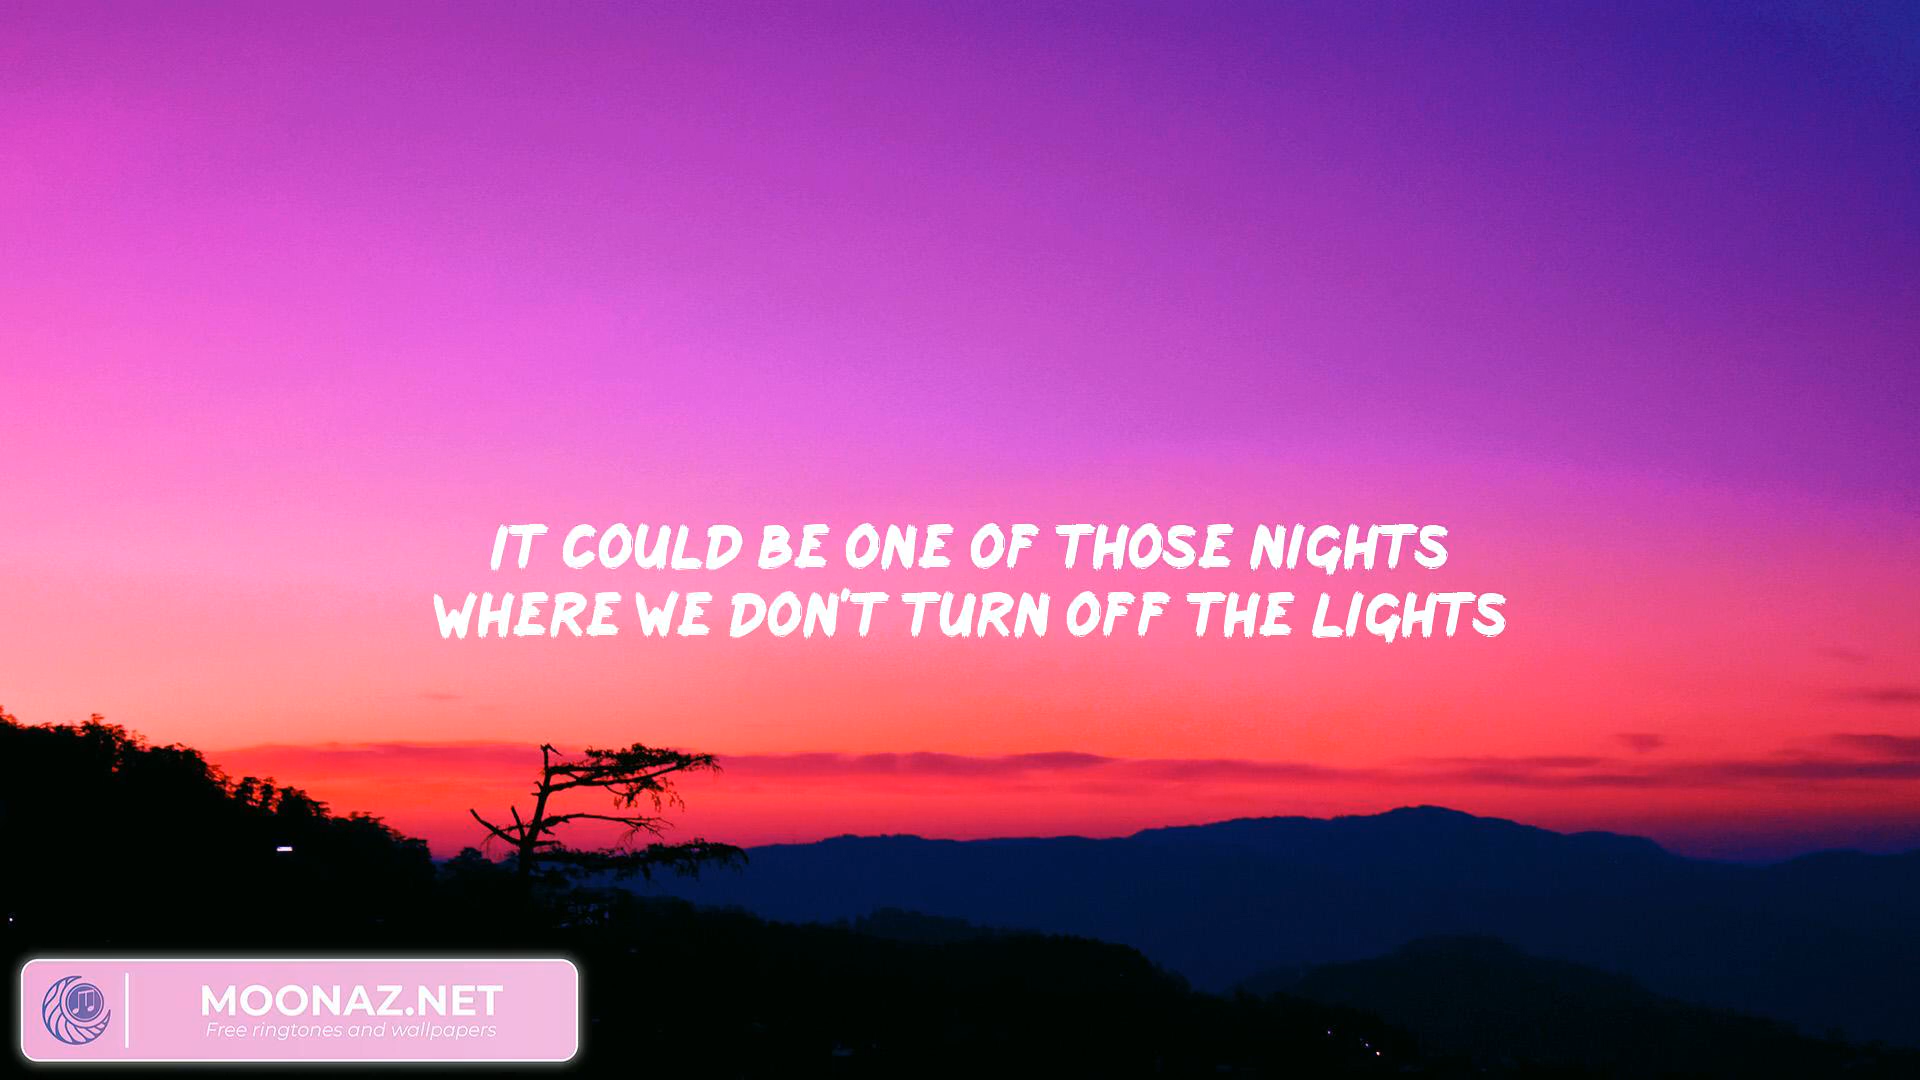 IT COULD BE ONE OF THOSE NIGHTS
WHERE WE DON'T TURN OFF THE LIGHTS
MOONAZ.NET
Free ringtones and wallpapers